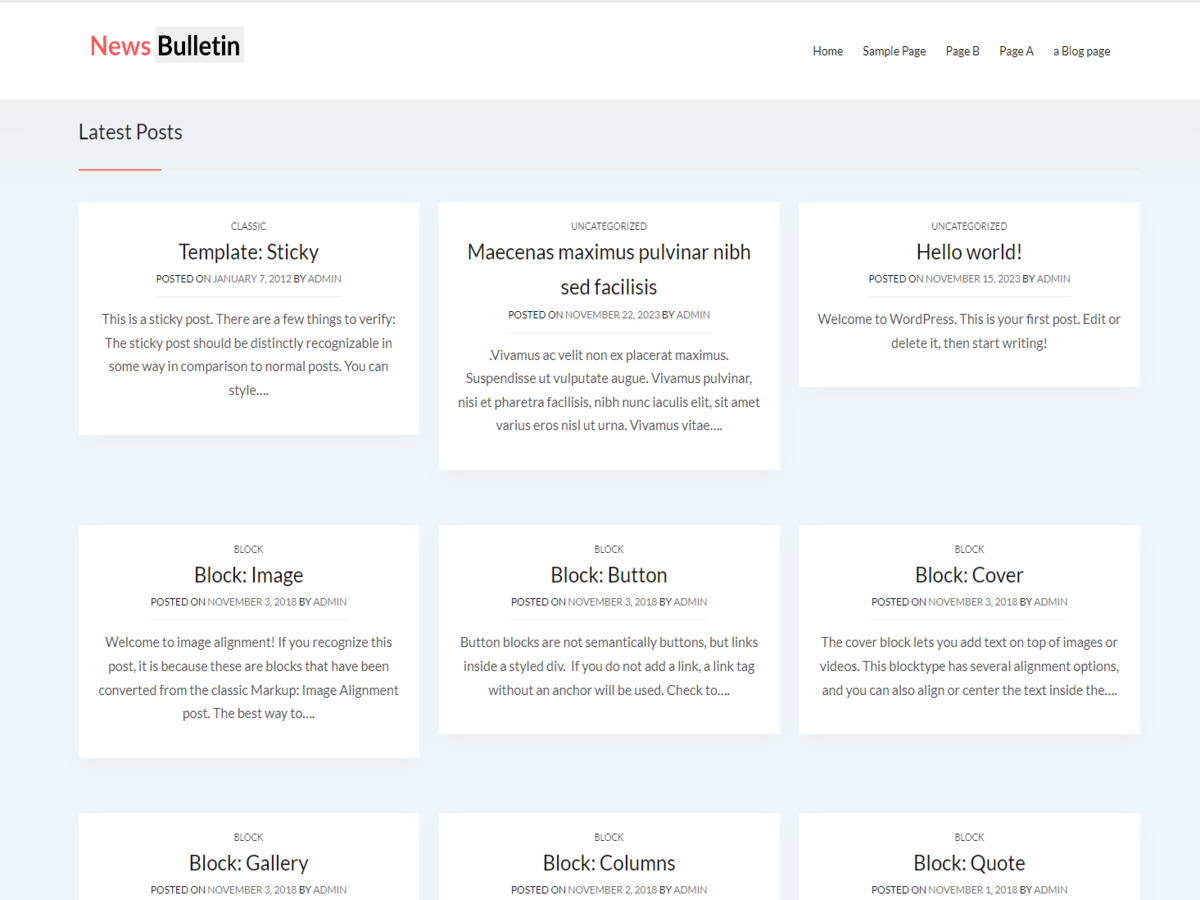 News Bulletin
Home Sample Page Page B Page A a Blog page
Latest Posts
CLASSIC
Template: Sticky
POSTED ON JANUARY 7, 2012 BY ADMIN
This is a sticky post. There are a few things to verify:
The sticky post should be distinctly recognizable in
some way in comparison to normal posts. You can
style….
UNCATEGORIZED
Maecenas maximus pulvinar nibh
sed facilisis
POSTED ON NOVEMBER 22, 2023 BY ADMIN
.Vivamus ac velit non ex placerat maximus.
Suspendisse ut vulputate augue. Vivamus pulvinar,
nisi et pharetra facilisis, nibh nunc iaculis elit, sit amet
varius eros nisl ut urna. Vivamus vitae….
UNCATEGORIZED
Hello world!
POSTED ON NOVEMBER 15, 2023 BY ADMIN
Welcome to WordPress. This is your first post. Edit or
delete it, then start writing!
BLOCK
Block: Image
POSTED ON NOVEMBER 3, 2018 BY ADMIN
Welcome to image alignment! If you recognize this
post, it is because these are blocks that have been
converted from the classic Markup: Image Alignment
post. The best way to….
BLOCK
Block: Button
POSTED ON NOVEMBER 3, 2018 BY ADMIN
Button blocks are not semantically buttons, but links
inside a styled div.  If you do not add a link, a link tag
without an anchor will be used. Check to….
BLOCK
Block: Cover
POSTED ON NOVEMBER 3, 2018 BY ADMIN
The cover block lets you add text on top of images or
videos. This blocktype has several alignment options,
and you can also align or center the text inside the….
BLOCK
Block: Gallery
POSTED ON NOVEMBER 3, 2018 BY ADMIN
BLOCK
Block: Columns
POSTED ON NOVEMBER 2, 2018 BY ADMIN
BLOCK
Block: Quote
POSTED ON NOVEMBER 1, 2018 BY ADMIN